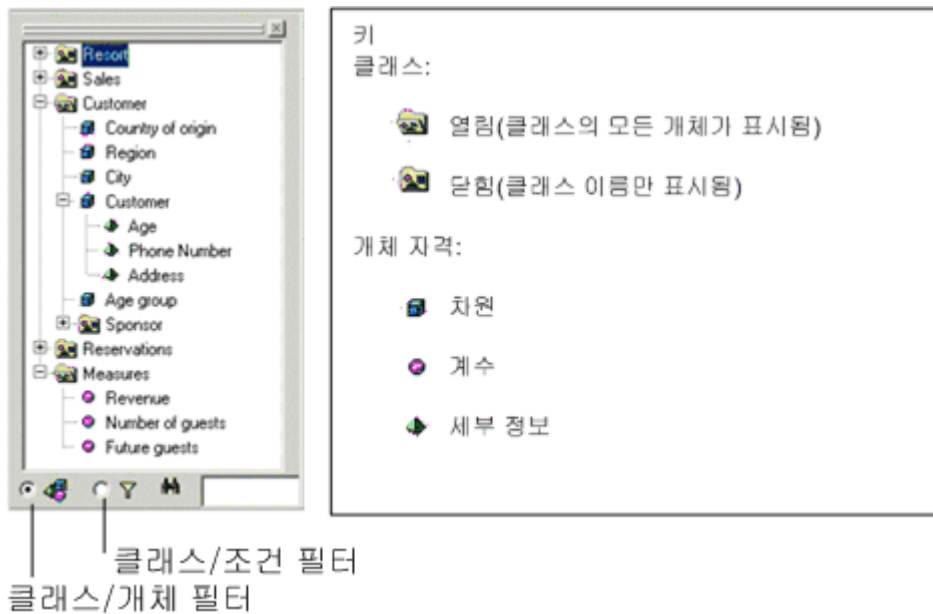 Resort
Sales
Customer
Country of origin
Region
City
Customer
Age
Phone Number
Address
Age group
Sponsor
Reservations
Measures
Revenue
Number of guests
Future guests
키
클래스:
열림(클래스의 모든 개체가 표시됨)
닫힘(클래스 이름만 표시됨)
개체 자격:
차원
계수
세부 정보
클래스/조건 필터
클래스/개체 필터